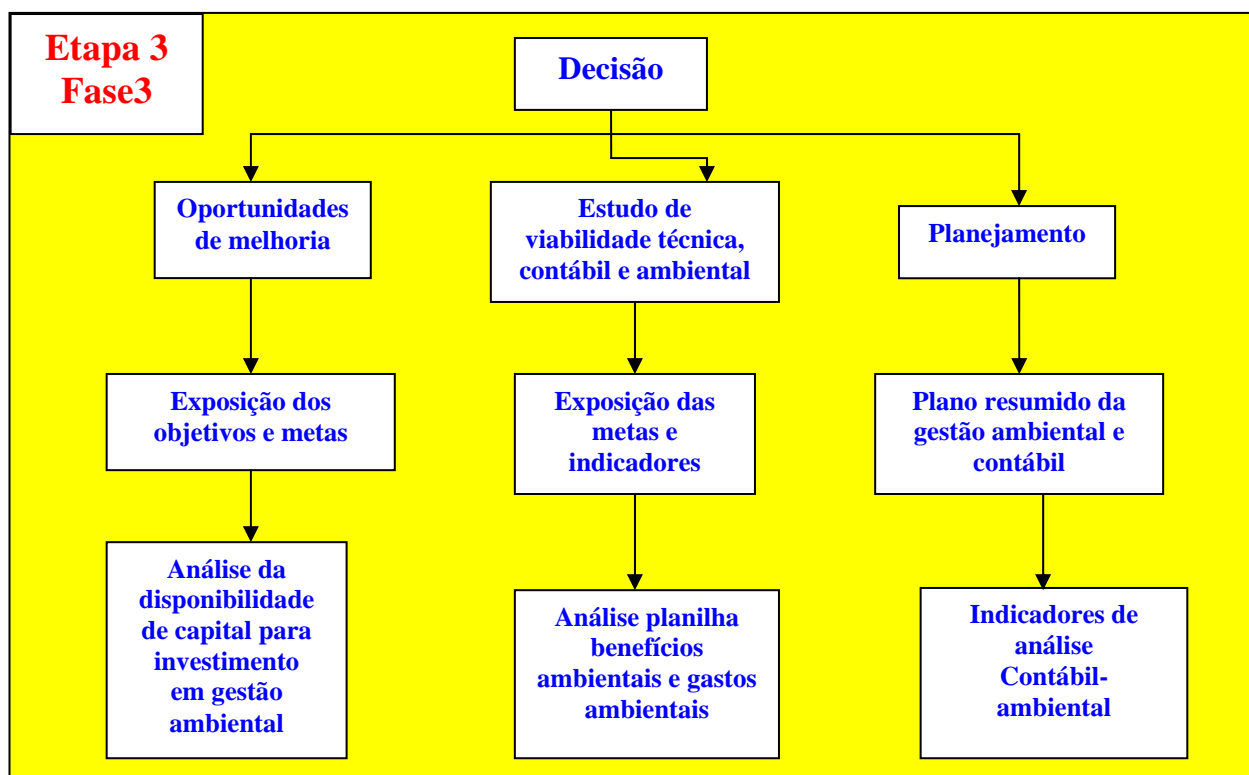 Etapa 3
Fase3
Decisão
Oportunidades
de melhoria
Estudo de
viabilidade técnica,
contábil e ambiental
Planejamento
Exposição dos
objetivos e metas
Exposição das
metas e
indicadores
Plano resumido da
gestão ambiental e
contábil
Análise da
disponibilidade
de capital para
investimento
em gestão
ambiental
Análise planilha
benefícios
ambientais e gastos
ambientais
Indicadores de
análise
Contábil-
ambiental